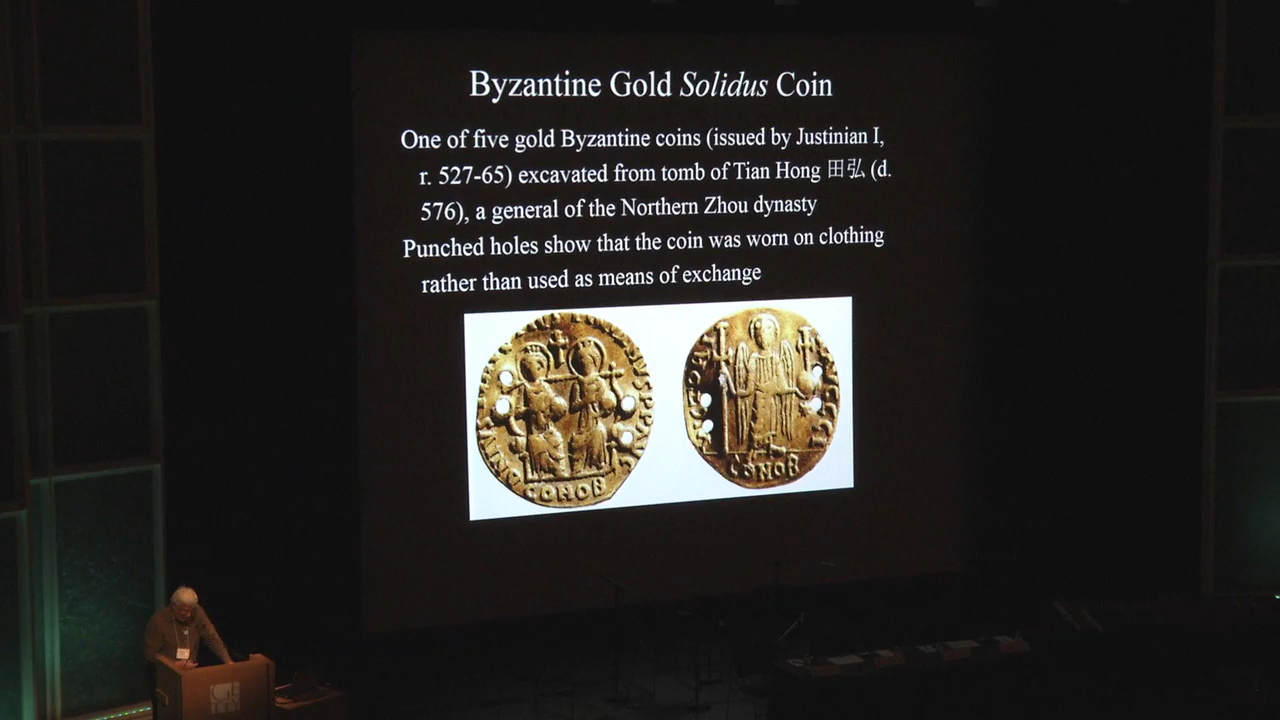 Byzantine Gold Solidus Coin
One of five gold Byzantine coins (issued by Justinian I,
r. 527-65) excavated from tomb of Tian Hong 田弘 (d.
576), a general of the Northern Zhou dynasty
Punched holes show that the coin was worn on clothing
rather than used as means of exchange
CONOB
CONOB